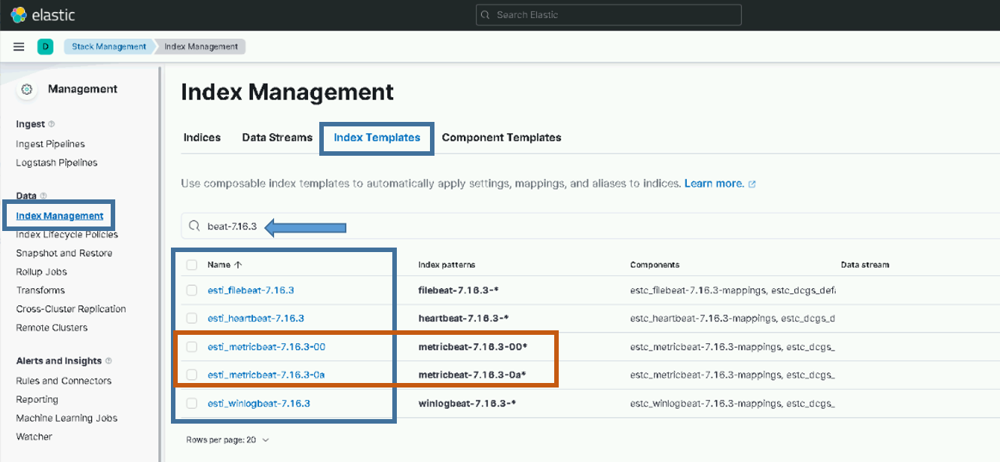 elastic
Search Elastic
D Stack Management Index Management
Management
Ingest
Ingest Pipelines
Logstash Pipelines
Data
Index Management
Index Lifecycle Policies
Snapshot and Restore
Rollup Jobs
Transforms
Cross-Cluster Replication
Remote Clusters
Alerts and Insights
Rules and Connectors
Reporting
Machine Learning Jobs
Watcher
Index Management
Indices Data Streams Index Templates Component Templates
Use composable index templates to automatically apply settings, mappings, and aliases to indices. Learn more.
beat-7.16.3
Name Index patterns Components Data stream
esti_filebeat-7.16.3 filebeat-7.16.3-* estc_filebeat-7.16.3-mappings, estc_dcgs_defa
esti_heartbeat-7.16.3 heartbeat-7.16.3-* estc_heartbeat-7.16.3-mappings, estc_d
esti_metricbeat-7.16.3-00 metricbeat-7.16.3-00* estc_metricbeat-7.16.3-mappings, estc_dcgs_
esti_metricbeat-7.16.3-0a metricbeat-7.16.3-0a* estc_metricbeat-7.16.3-mappings, estc_dcgs_
esti_winlogbeat-7.16.3 winlogbeat-7.16.3-* estc_winlogbeat-7.16.3-mappings, estc_dcgs_
Rows per page: 20